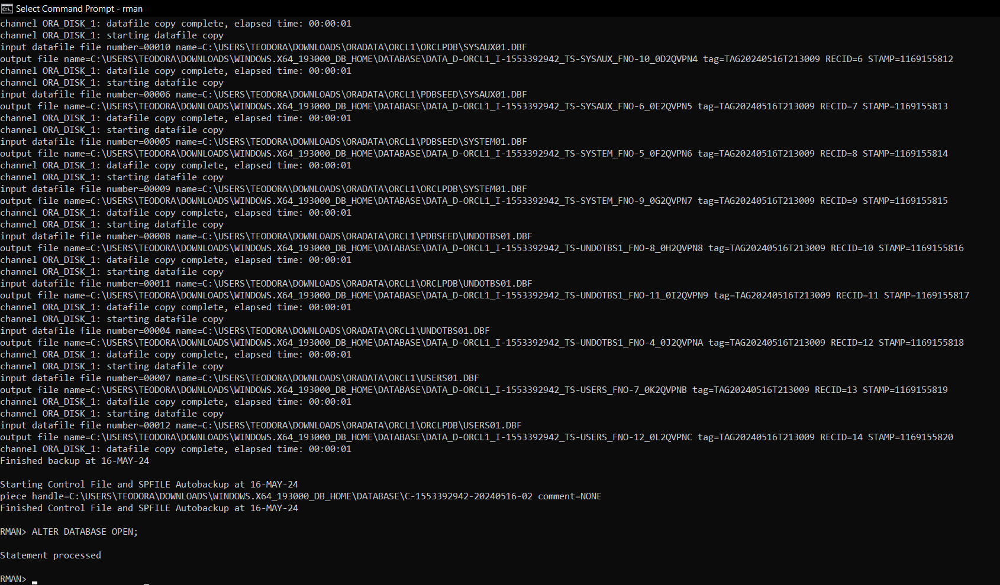 Select Command Prompt - rman
channel ORA_DISK_1: datafile copy complete, elapsed time: 00:00:01
channel ORA_DISK_1: starting datafile copy
input datafile file number=00010 name=C:\USERS\TEODORA\DOWNLOADS\ORADATA\ORCL1\ORCLPDB\SYSAUX01.DBF
output file name=C:\USERS\TEODORA\DOWNLOADS\WINDOWS.X64_193000_DB_HOME\DATABASE\DATA_D-ORCL1_I-1553392942_TS-SYSAUX_FNO-10_0D2QVPN4 tag=TAG20240516T213009 RECID=6 STAMP=1169155812
channel ORA_DISK_1: datafile copy complete, elapsed time: 00:00:01
channel ORA_DISK_1: starting datafile copy
input datafile file number=00006 name=C:\USERS\TEODORA\DOWNLOADS\ORADATA\ORCL1\PDBSEED\SYSAUX01.DBF
output file name=C:\USERS\TEODORA\DOWNLOADS\WINDOWS.X64_193000_DB_HOME\DATABASE\DATA_D-ORCL1_I-1553392942_TS-SYSAUX_FNO-6_0E2QVPN5 tag=TAG20240516T213009 RECID=7 STAMP=1169155813
channel ORA_DISK_1: datafile copy complete, elapsed time: 00:00:01
channel ORA_DISK_1: starting datafile copy
input datafile file number=00005 name=C:\USERS\TEODORA\DOWNLOADS\ORADATA\ORCL1\PDBSEED\SYSTEM01.DBF
output file name=C:\USERS\TEODORA\DOWNLOADS\WINDOWS.X64_193000_DB_HOME\DATABASE\DATA_D-ORCL1_I-1553392942_TS-SYSTEM_FNO-5_0F2QVPN6 tag=TAG20240516T213009 RECID=8 STAMP=1169155814
channel ORA_DISK_1: datafile copy complete, elapsed time: 00:00:01
channel ORA_DISK_1: starting datafile copy
input datafile file number=00009 name=C:\USERS\TEODORA\DOWNLOADS\ORADATA\ORCL1\ORCLPDB\SYSTEM01.DBF
output file name=C:\USERS\TEODORA\DOWNLOADS\WINDOWS.X64_193000_DB_HOME\DATABASE\DATA_D-ORCL1_I-1553392942_TS-SYSTEM_FNO-9_0G2QVPN7 tag=TAG20240516T213009 RECID=9 STAMP=1169155815
channel ORA_DISK_1: datafile copy complete, elapsed time: 00:00:01
channel ORA_DISK_1: starting datafile copy
input datafile file number=00008 name=C:\USERS\TEODORA\DOWNLOADS\ORADATA\ORCL1\PDBSEED\UNDOTBS01.DBF
output file name=C:\USERS\TEODORA\DOWNLOADS\WINDOWS.X64_193000_DB_HOME\DATABASE\DATA_D-ORCL1_I-1553392942_TS-UNDOTBS1_FNO-8_0H2QVPN8 tag=TAG20240516T213009 RECID=10 STAMP=1169155816
channel ORA_DISK_1: datafile copy complete, elapsed time: 00:00:01
channel ORA_DISK_1: starting datafile copy
input datafile file number=00011 name=C:\USERS\TEODORA\DOWNLOADS\ORADATA\ORCL1\ORCLPDB\UNDOTBS01.DBF
output file name=C:\USERS\TEODORA\DOWNLOADS\WINDOWS.X64_193000_DB_HOME\DATABASE\DATA_D-ORCL1_I-1553392942_TS-UNDOTBS1_FNO-11_0I2QVPN9 tag=TAG20240516T213009 RECID=11 STAMP=1169155817
channel ORA_DISK_1: datafile copy complete, elapsed time: 00:00:01
channel ORA_DISK_1: starting datafile copy
input datafile file number=00004 name=C:\USERS\TEODORA\DOWNLOADS\ORADATA\ORCL1\UNDOTBS01.DBF
output file name=C:\USERS\TEODORA\DOWNLOADS\WINDOWS.X64_193000_DB_HOME\DATABASE\DATA_D-ORCL1_I-1553392942_TS-UNDOTBS1_FNO-4_0J2QVPNA tag=TAG20240516T213009 RECID=12 STAMP=1169155818
channel ORA_DISK_1: datafile copy complete, elapsed time: 00:00:01
channel ORA_DISK_1: starting datafile copy
input datafile file number=00007 name=C:\USERS\TEODORA\DOWNLOADS\ORADATA\ORCL1\USERS01.DBF
output file name=C:\USERS\TEODORA\DOWNLOADS\WINDOWS.X64_193000_DB_HOME\DATABASE\DATA_D-ORCL1_I-1553392942_TS-USERS_FNO-7_0K2QVPNB tag=TAG20240516T213009 RECID=13 STAMP=1169155819
channel ORA_DISK_1: datafile copy complete, elapsed time: 00:00:01
channel ORA_DISK_1: starting datafile copy
input datafile file number=00012 name=C:\USERS\TEODORA\DOWNLOADS\ORADATA\ORCL1\ORCLPDB\USERS01.DBF
output file name=C:\USERS\TEODORA\DOWNLOADS\WINDOWS.X64_193000_DB_HOME\DATABASE\DATA_D-ORCL1_I-1553392942_TS-USERS_FNO-12_0L2QVPNC tag=TAG20240516T213009 RECID=14 STAMP=1169155820
channel ORA_DISK_1: datafile copy complete, elapsed time: 00:00:01
Finished backup at 16-MAY-24

Starting Control File and SPFILE Autobackup at 16-MAY-24
piece handle=C:\USERS\TEODORA\DOWNLOADS\WINDOWS.X64_193000_DB_HOME\DATABASE\C-1553392942-20240516-02 comment=NONE
Finished Control File and SPFILE Autobackup at 16-MAY-24

RMAN> ALTER DATABASE OPEN;

Statement processed

RMAN>